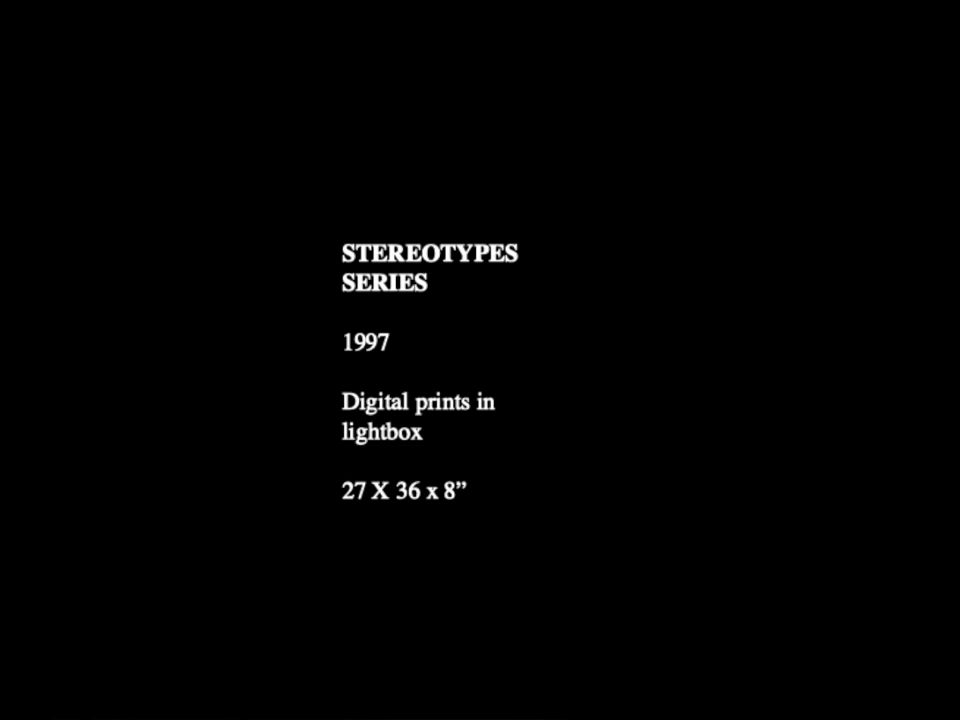 STEREOTYPES
SERIES
1997
Digital prints in
lightbox
27 X 36 x 8”